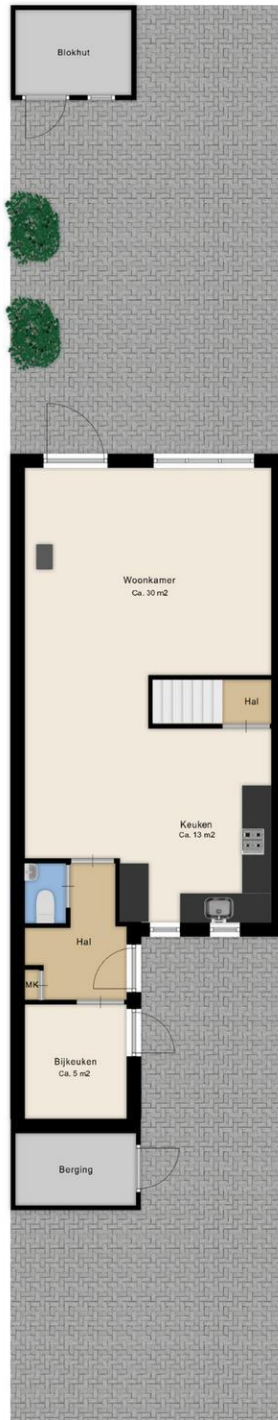 Blokhut
Woonkamer
Ca. 30 m2
Hal
Keuken
Ca. 13 m2
Hal
MK
Bijkeuken
Ca. 5 m2
Berging